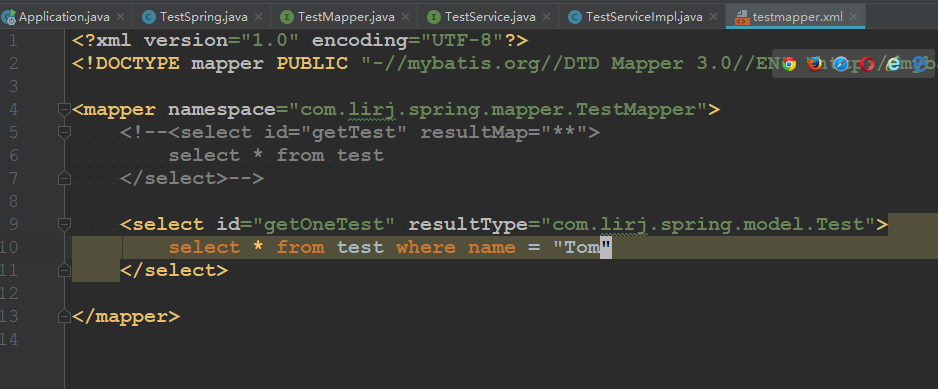 Application.java × TestSpring.java × TestMapper.java × TestService.java × TestServiceImpl.java × testmapper.xml ×
1 <?xml version="1.0" encoding="UTF-8"?>
2 <!DOCTYPE mapper PUBLIC "-//mybatis.org//DTD Mapper 3.0//EN"
3
4 <mapper namespace="com.lirj.spring.mapper.TestMapper">
5 <!--<select id="getTest" resultMap="**">
6 select * from test
7 </select>-->
8
9 <select id="getOneTest" resultType="com.lirj.spring.model.Test">
10 select * from test where name = "Tom"
11 </select>
12
13 </mapper>
14